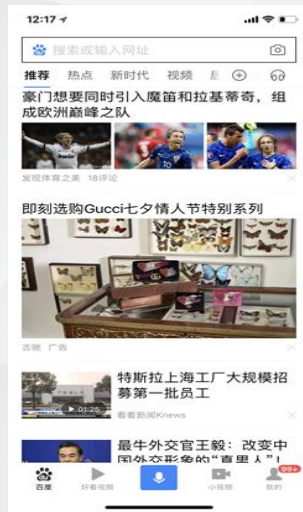 12:17
搜索或输入网址
推荐 热点 新时代 视频
豪门想要同时引入魔笛和拉基蒂奇，组
成欧洲巅峰之队
发现体育之美 18评论
即刻选购Gucci七夕情人节特别系列
古驰 广告
TESLA
01:25
特斯拉上海工厂大规模招
募第一批员工
看看新闻Knews
最牛外交官王毅：改变中
国外交形象的“真男人”！
百度 好看视频 小视频 我的
99+